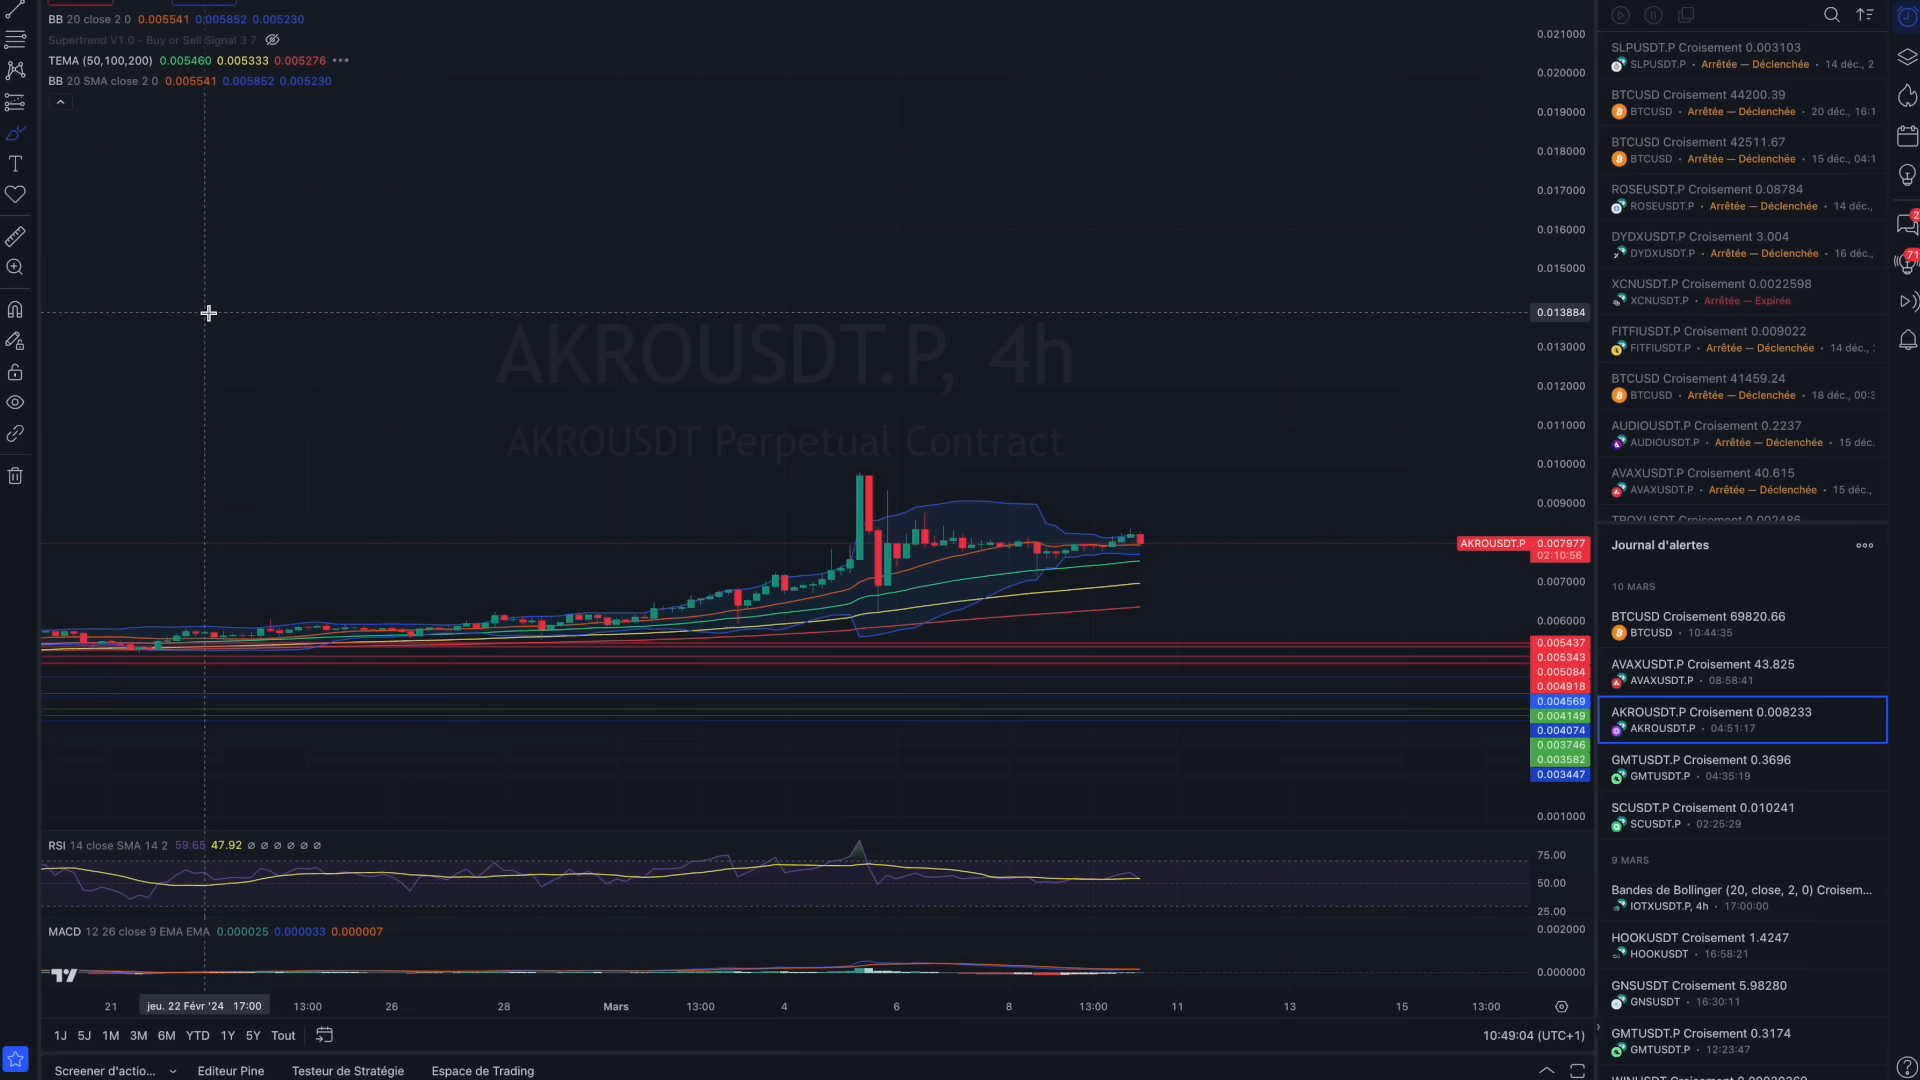 BB 20 close 2 0 0.005541 0.005852 0.005230
Supertrend V1.0 - Buy or Sell Signal 3 7
TEMA (50,100,200) 0.005460 0.005333 0.005276
BB 20 SMA close 2 0 0.005541 0.005852 0.005230
AKROUSDT.P, 4h
AKROUSDT Perpetual Contract
0.021000
0.020000
0.019000
0.018000
0.017000
0.016000
0.015000
0.013884
0.013000
0.012000
0.011000
0.010000
0.009000
AKROUSDT.P 0.007977
02:10:56
0.007000
0.006000
0.005437
0.005343
0.005084
0.004918
0.004569
0.004149
0.004074
0.003746
0.003582
0.003447
0.001000
RSI 14 close SMA 14 2 59.65 47.92 ∅ ∅ ∅ ∅ ∅ ∅
75.00
50.00
25.00
MACD 12 26 close 9 EMA EMA 0.000025 0.000033 0.000007
0.002000
0.000000
21 jeu. 22 Févr '24 17:00 13:00 26 28 Mars 13:00 4 6 8 13:00 11 13 15 13:00
1J 5J 1M 3M 6M YTD 1Y 5Y Tout
10:49:04 (UTC+1)
Screener d'actio... Editeur Pine Testeur de Stratégie Espace de Trading
SLPUSDT.P Croisement 0.003103
SLPUSDT.P • Arrêtée — Déclenchée • 14 déc., 2
BTCUSD Croisement 44200.39
BTCUSD • Arrêtée — Déclenchée • 20 déc., 16:1
BTCUSD Croisement 42511.67
BTCUSD • Arrêtée — Déclenchée • 15 déc., 04:1
ROSEUSDT.P Croisement 0.08784
ROSEUSDT.P • Arrêtée — Déclenchée • 14 déc.,
DYDXUSDT.P Croisement 3.004
DYDXUSDT.P • Arrêtée — Déclenchée • 16 déc.,
XCNUSDT.P Croisement 0.0022598
XCNUSDT.P • Arrêtée — Expirée
FITFIUSDT.P Croisement 0.009022
FITFIUSDT.P • Arrêtée — Déclenchée • 14 déc.,
BTCUSD Croisement 41459.24
BTCUSD • Arrêtée — Déclenchée • 18 déc., 00:
AUDIOUSDT.P Croisement 0.2237
AUDIOUSDT.P • Arrêtée — Déclenchée • 15 déc.
AVAXUSDT.P Croisement 40.615
AVAXUSDT.P • Arrêtée — Déclenchée • 15 déc.,
TROYUSDT.P Croisement 0.002486
Journal d'alertes
10 MARS
BTCUSD Croisement 69820.66
BTCUSD • 10:44:35
AVAXUSDT.P Croisement 43.825
AVAXUSDT.P • 08:58:41
AKROUSDT.P Croisement 0.008233
AKROUSDT.P • 04:51:17
GMTUSDT.P Croisement 0.3696
GMTUSDT.P • 04:35:19
SCUSDT.P Croisement 0.010241
SCUSDT.P • 02:25:29
9 MARS
Bandes de Bollinger (20, close, 2, 0) Croisem...
IOTXUSDT.P, 4h • 17:00:00
HOOKUSDT Croisement 1.4247
HOOKUSDT • 16:58:21
GNSUSDT Croisement 5.98280
GNSUSDT • 16:30:11
GMTUSDT.P Croisement 0.3174
GMTUSDT.P • 12:23:47
2
71